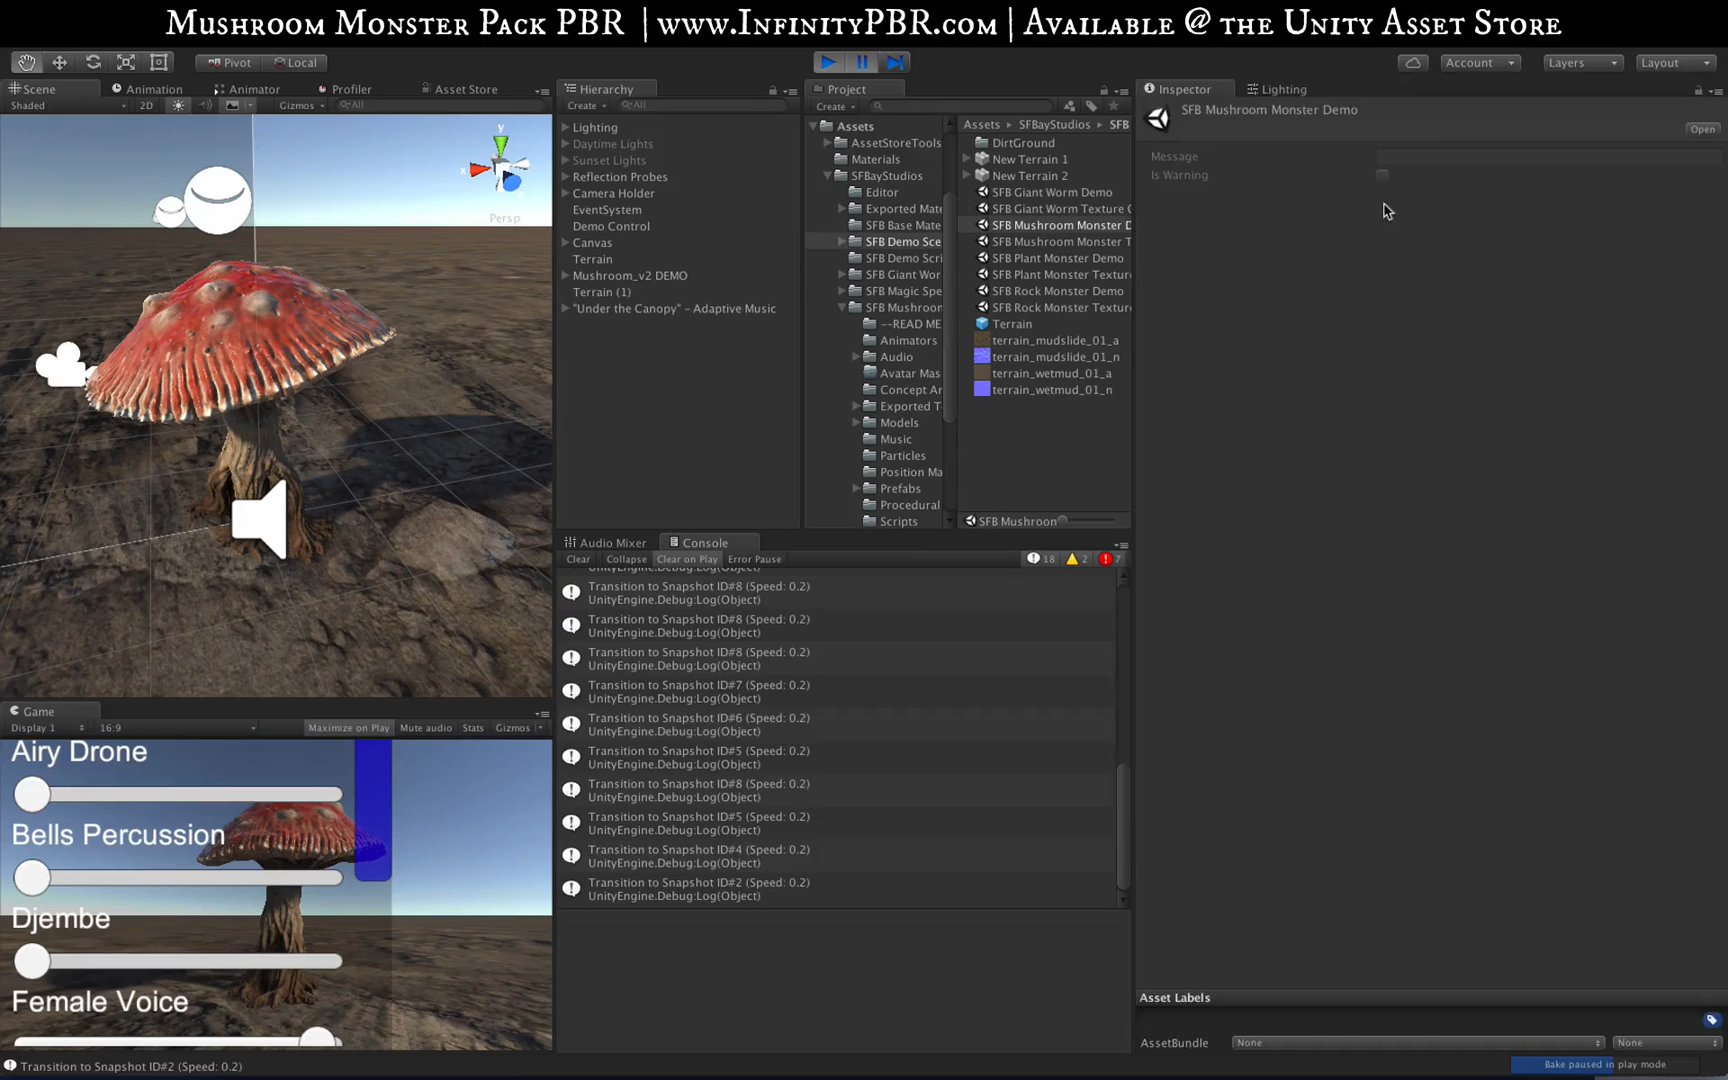 Mushroom Monster Pack PBR | www.InfinityPBR.com | Available @ the Unity Asset Store
Pivot Local Account Layers Layout
Scene Animation Animator Profiler Asset Store
Shaded 2D Gizmos All
y
x
Persp
Hierarchy
Create All
Lighting
Daytime Lights
Sunset Lights
Reflection Probes
Camera Holder
EventSystem
Demo Control
Canvas
Terrain
Mushroom_v2 DEMO
Terrain (1)
"Under the Canopy" - Adaptive Music
Project
Create
Assets
AssetStoreTools
Materials
SFBayStudios
Editor
Exported Mate
SFB Base Mate
SFB Demo Sce
SFB Demo Scri
SFB Giant Wor
SFB Magic Spe
SFB Mushroom
--READ ME
Animators
Audio
Avatar Mas
Concept Ar
Exported T
Models
Music
Particles
Position Ma
Prefabs
Procedural
Scripts
Assets SFBayStudios SFB
DirtGround
New Terrain 1
New Terrain 2
SFB Giant Worm Demo
SFB Giant Worm Texture C
SFB Mushroom Monster D
SFB Mushroom Monster T
SFB Plant Monster Demo
SFB Plant Monster Texture
SFB Rock Monster Demo
SFB Rock Monster Texture
Terrain
terrain_mudslide_01_a
terrain_mudslide_01_n
terrain_wetmud_01_a
terrain_wetmud_01_n
SFB Mushroon
Inspector Lighting
SFB Mushroom Monster Demo
Open
Message
Is Warning
Audio Mixer Console
Clear Collapse Clear on Play Error Pause 18 2 7
UnityEngine.Debug:Log(Object)
Transition to Snapshot ID#8 (Speed: 0.2)
UnityEngine.Debug:Log(Object)
Transition to Snapshot ID#8 (Speed: 0.2)
UnityEngine.Debug:Log(Object)
Transition to Snapshot ID#8 (Speed: 0.2)
UnityEngine.Debug:Log(Object)
Transition to Snapshot ID#7 (Speed: 0.2)
UnityEngine.Debug:Log(Object)
Transition to Snapshot ID#6 (Speed: 0.2)
UnityEngine.Debug:Log(Object)
Transition to Snapshot ID#5 (Speed: 0.2)
UnityEngine.Debug:Log(Object)
Transition to Snapshot ID#8 (Speed: 0.2)
UnityEngine.Debug:Log(Object)
Transition to Snapshot ID#5 (Speed: 0.2)
UnityEngine.Debug:Log(Object)
Transition to Snapshot ID#4 (Speed: 0.2)
UnityEngine.Debug:Log(Object)
Transition to Snapshot ID#2 (Speed: 0.2)
UnityEngine.Debug:Log(Object)
Game
Display 1 16:9 Maximize on Play Mute audio Stats Gizmos
Airy Drone
Bells Percussion
Djembe
Female Voice
Asset Labels
AssetBundle None None
Transition to Snapshot ID#2 (Speed: 0.2)
Bake paused in play mode